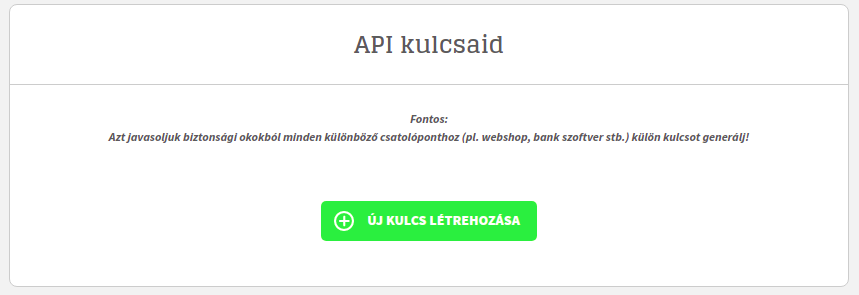 API kulcsaid
Fontos:
Azt javasoljuk biztonsági okokból minden különböző csatolóponthoz (pl. webshop, bank szoftver stb.) külön kulcsot generálj!
ÚJ KULCS LÉTREHOZÁSA